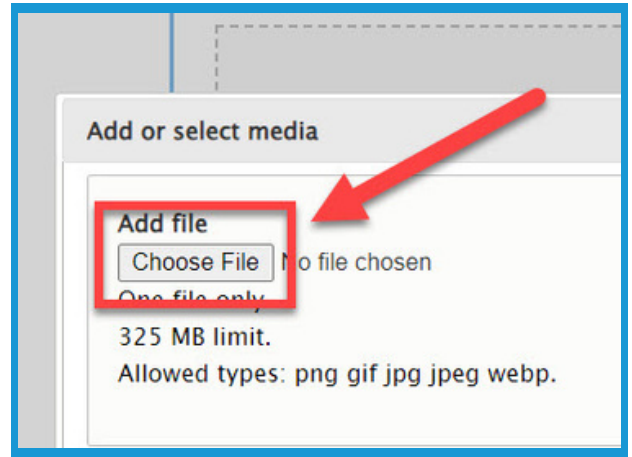 Add or select media
Add file
Choose File No file chosen
One file only.
325 MB limit.
Allowed types: png gif jpg jpeg webp.